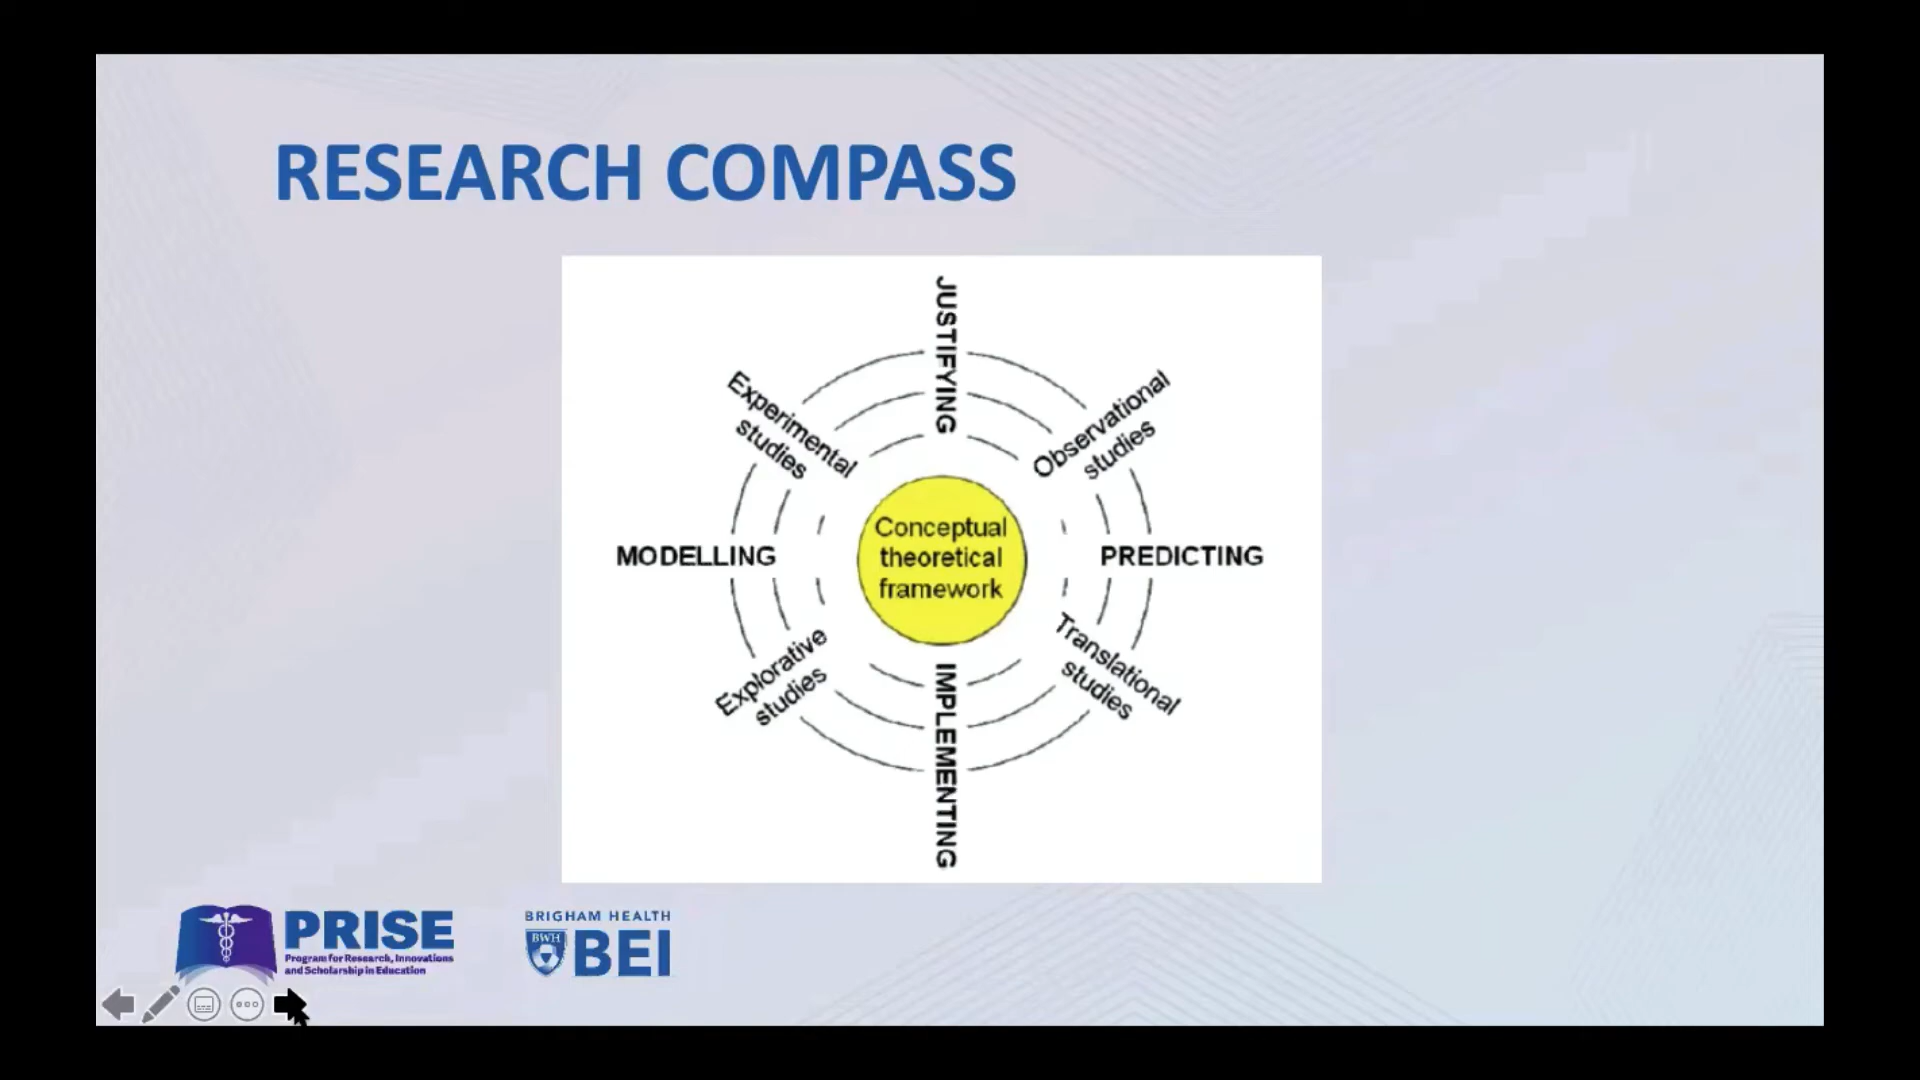 RESEARCH COMPASS
JUSTIFYING
Experimental
studies
Observational
studies
MODELLING
Conceptual
theoretical
framework
PREDICTING
Explorative
studies
IMPLEMENTING
Translational
studies
PRISE
Program for Research, Innovations
and Scholarship in Education
BRIGHAM HEALTH
BWH
BEI